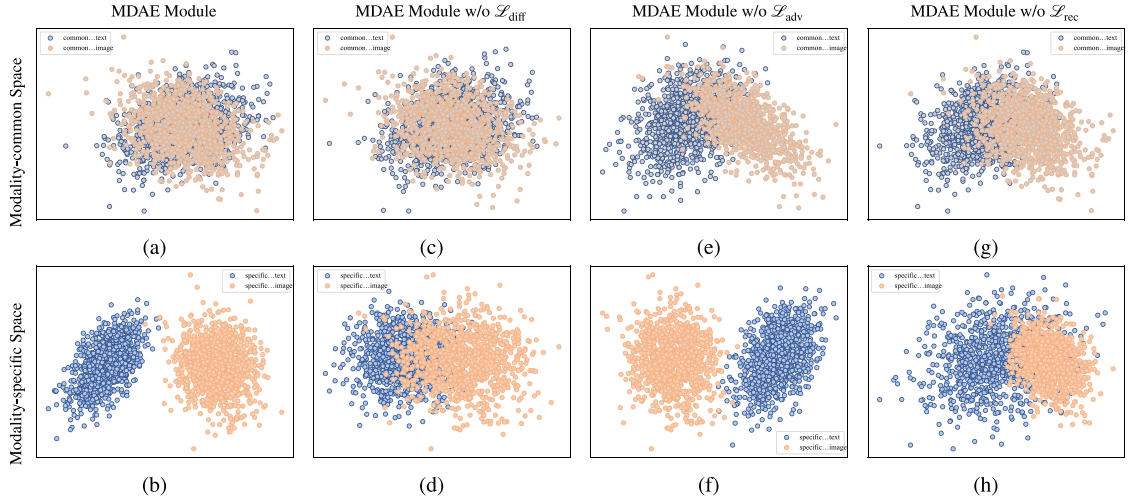 MDAE Module
MDAE Module w/o ℒdiff
MDAE Module w/o ℒadv
MDAE Module w/o ℒrec
Modality-common Space
common…text
common…image
common…text
common…image
common…text
common…image
common…text
common…image
(a)
(c)
(e)
(g)
Modality-specific Space
specific…text
specific…image
specific…text
specific…image
specific…text
specific…image
specific…text
specific…image
(b)
(d)
(f)
(h)